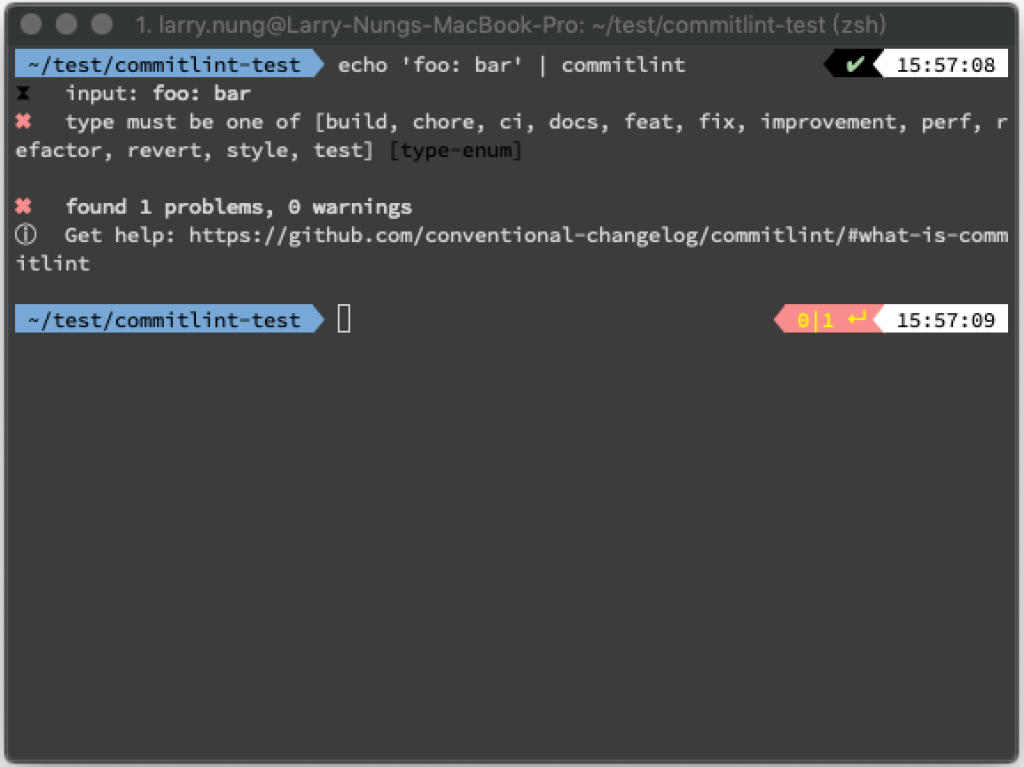 1. larry.nung@Larry-Nungs-MacBook-Pro: ~/test/commitlint-test (zsh)
~/test/commitlint-test echo 'foo: bar' | commitlint ✔ 15:57:08
⧗ input: foo: bar
✖ type must be one of [build, chore, ci, docs, feat, fix, improvement, perf, r
efactor, revert, style, test] [type-enum]
✖ found 1 problems, 0 warnings
ⓘ Get help: https://github.com/conventional-changelog/commitlint/#what-is-comm
itlint
~/test/commitlint-test 0|1 ↵ 15:57:09